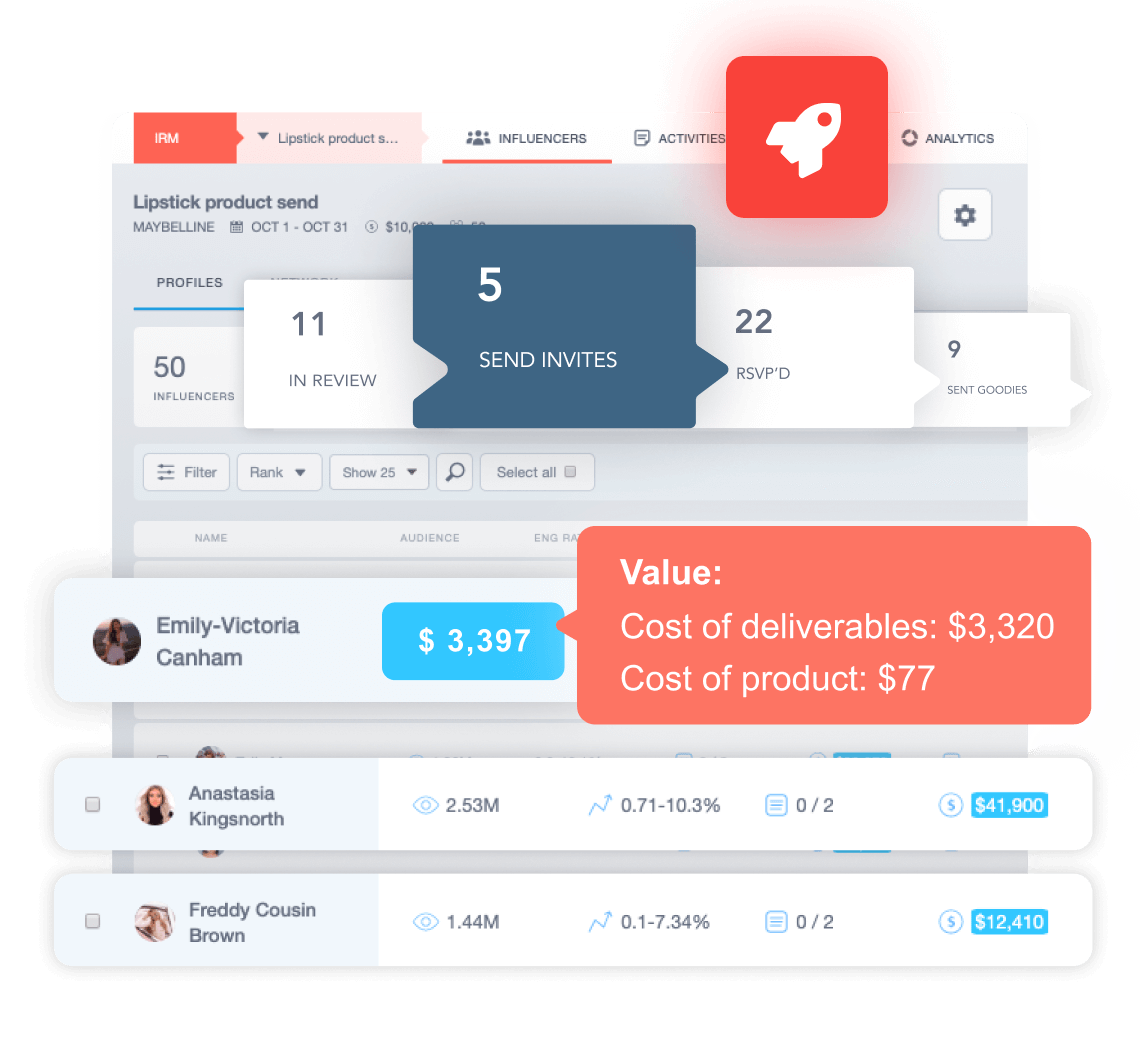 IRM
Lipstick product s...
INFLUENCERS
ACTIVITIES
ANALYTICS
Lipstick product send
MAYBELLINE OCT 1 - OCT 31
PROFILES
50
INFLUENCERS
11
IN REVIEW
5
SEND INVITES
22
RSVP'D
9
SENT GOODIES
Filter
Rank
Show 25
Select all
NAME AUDIENCE ENG
Emily-Victoria
Canham
$ 3,397
Value:
Cost of deliverables: $3,320
Cost of product: $77
Anastasia
Kingsnorth
2.53M 0.71-10.3% 0 / 2 $41,900
Freddy Cousin
Brown
1.44M 0.1-7.34% 0 / 2 $12,410